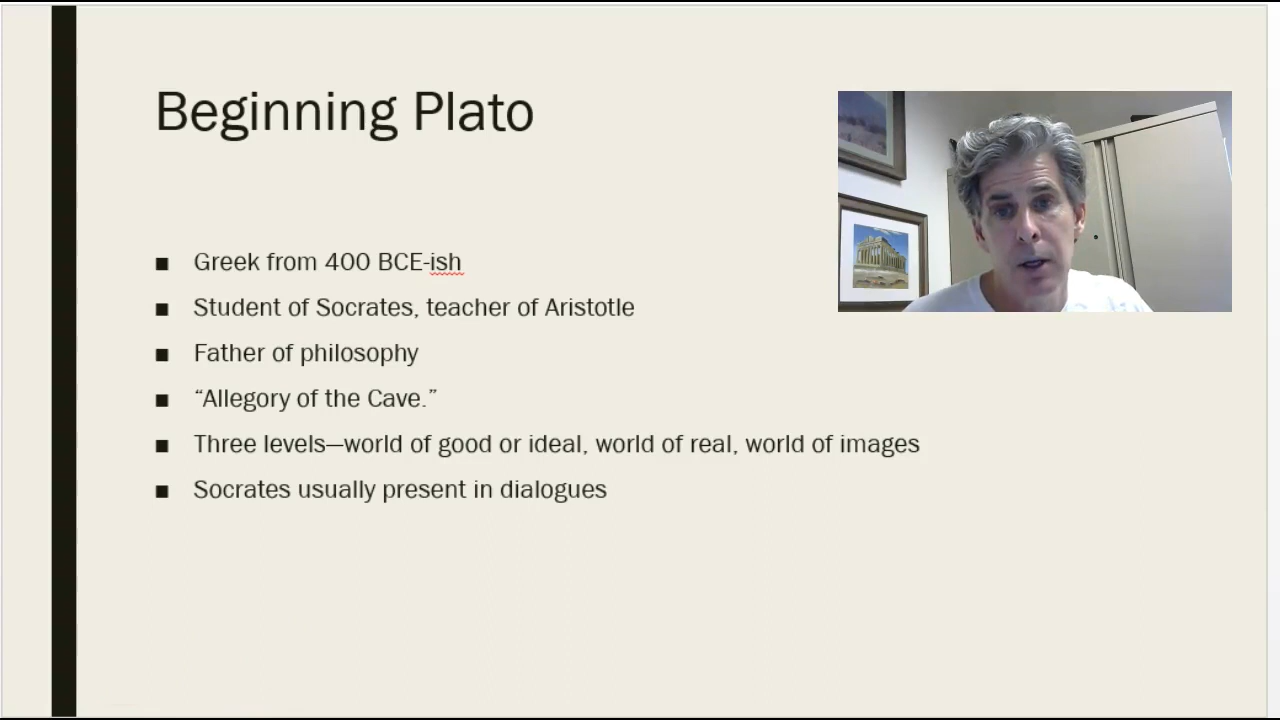 Beginning Plato
■ Greek from 400 BCE-ish
■ Student of Socrates, teacher of Aristotle
■ Father of philosophy
■ “Allegory of the Cave.”
■ Three levels—world of good or ideal, world of real, world of images
■ Socrates usually present in dialogues